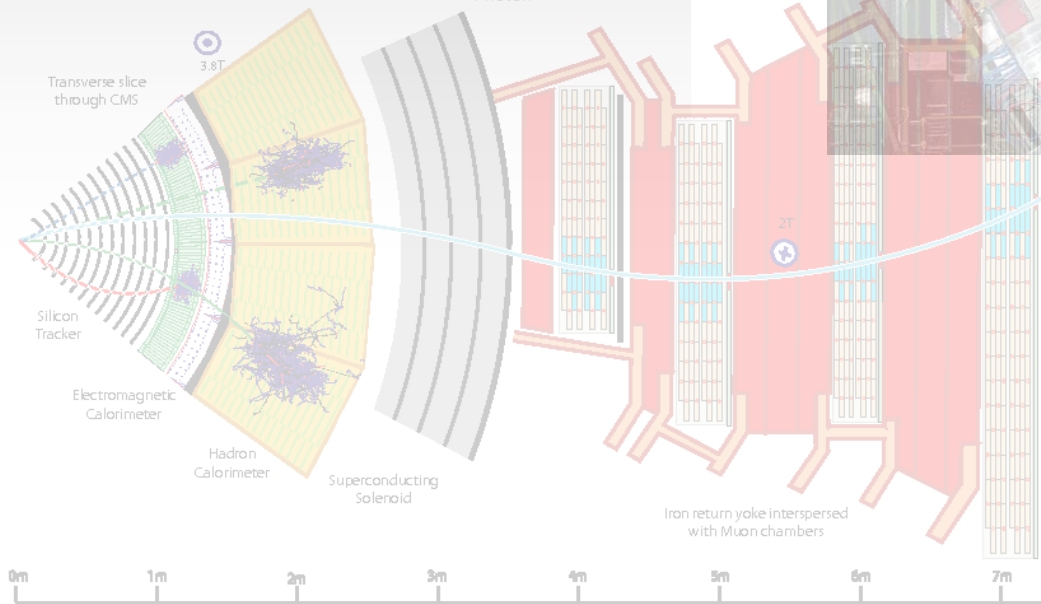 3.8T
Transverse slice
through CMS
2T
Silicon
Tracker
Electromagnetic
Calorimeter
Hadron
Calorimeter
Superconducting
Solenoid
Iron return yoke interspersed
with Muon chambers
0m
1m
2m
3m
4m
5m
6m
7m